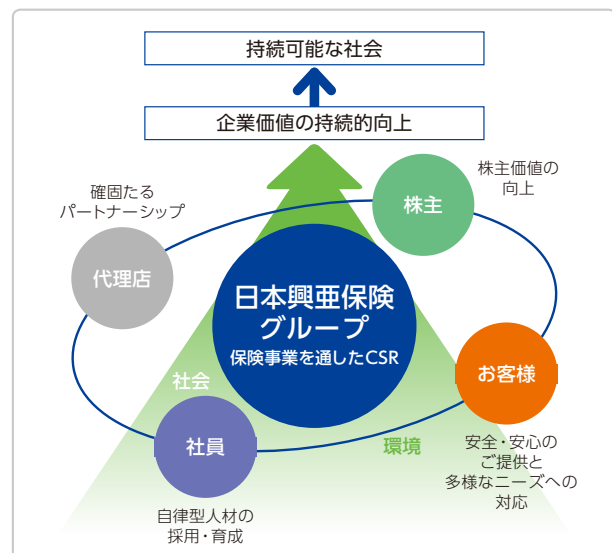 持続可能な社会
企業価値の持続的向上
確固たる
パートナーシップ
代理店
株主
株主価値の
向上
日本興亜保険
グループ
保険事業を通したCSR
社会
環境
お客様
安全・安心の
ご提供と
多様なニーズへの
対応
社員
自律型人材の
採用・育成